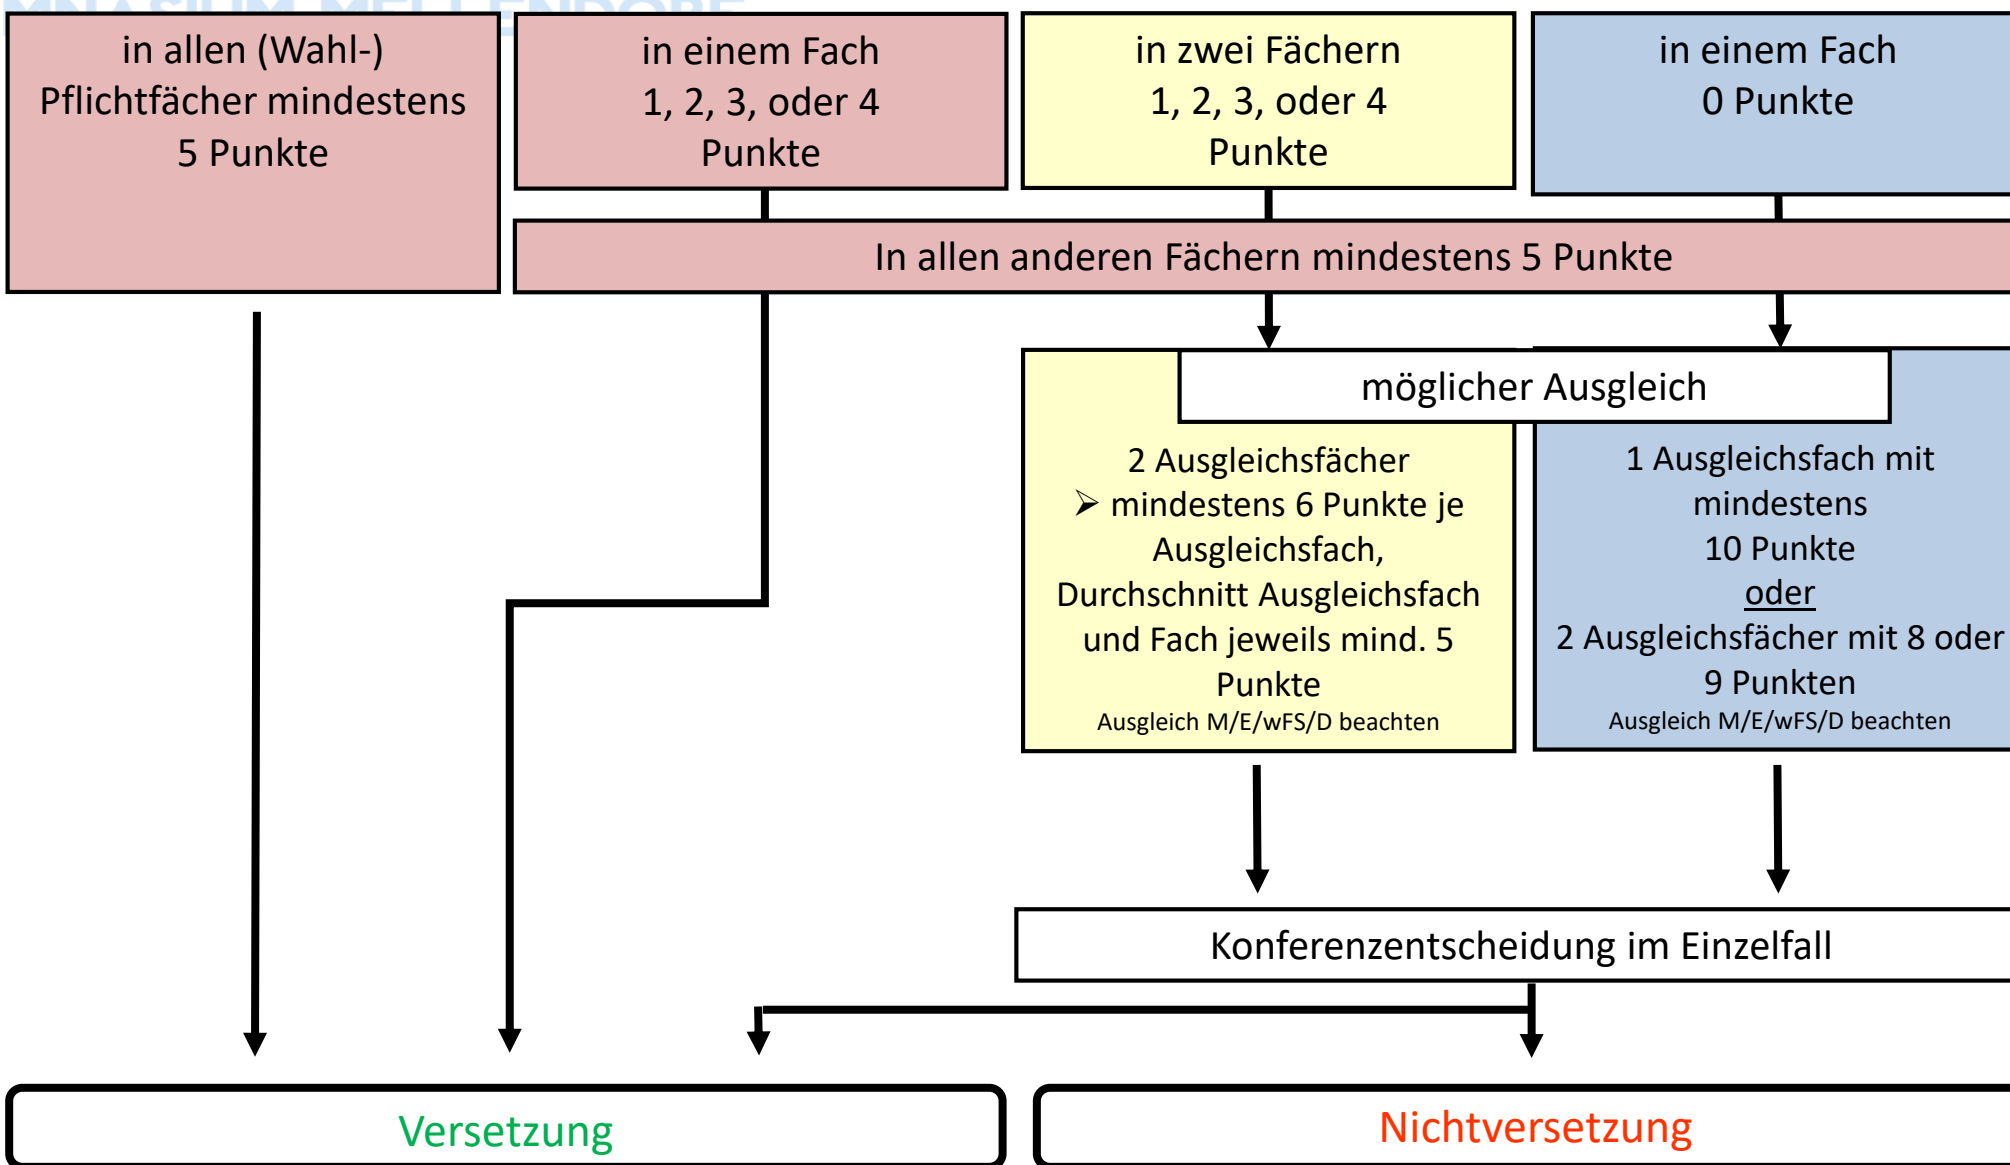 in allen (Wahl-)
Pflichtfächer mindestens
5 Punkte
in einem Fach
1, 2, 3, oder 4
Punkte
in zwei Fächern
1, 2, 3, oder 4
Punkte
in einem Fach
0 Punkte
In allen anderen Fächern mindestens 5 Punkte
möglicher Ausgleich
2 Ausgleichsfächer
➢ mindestens 6 Punkte je
Ausgleichsfach,
Durchschnitt Ausgleichsfach
und Fach jeweils mind. 5
Punkte
Ausgleich M/E/wFS/D beachten
1 Ausgleichsfach mit
mindestens
10 Punkte
oder
2 Ausgleichsfächer mit 8 oder
9 Punkten
Ausgleich M/E/wFS/D beachten
Konferenzentscheidung im Einzelfall
Versetzung
Nichtversetzung